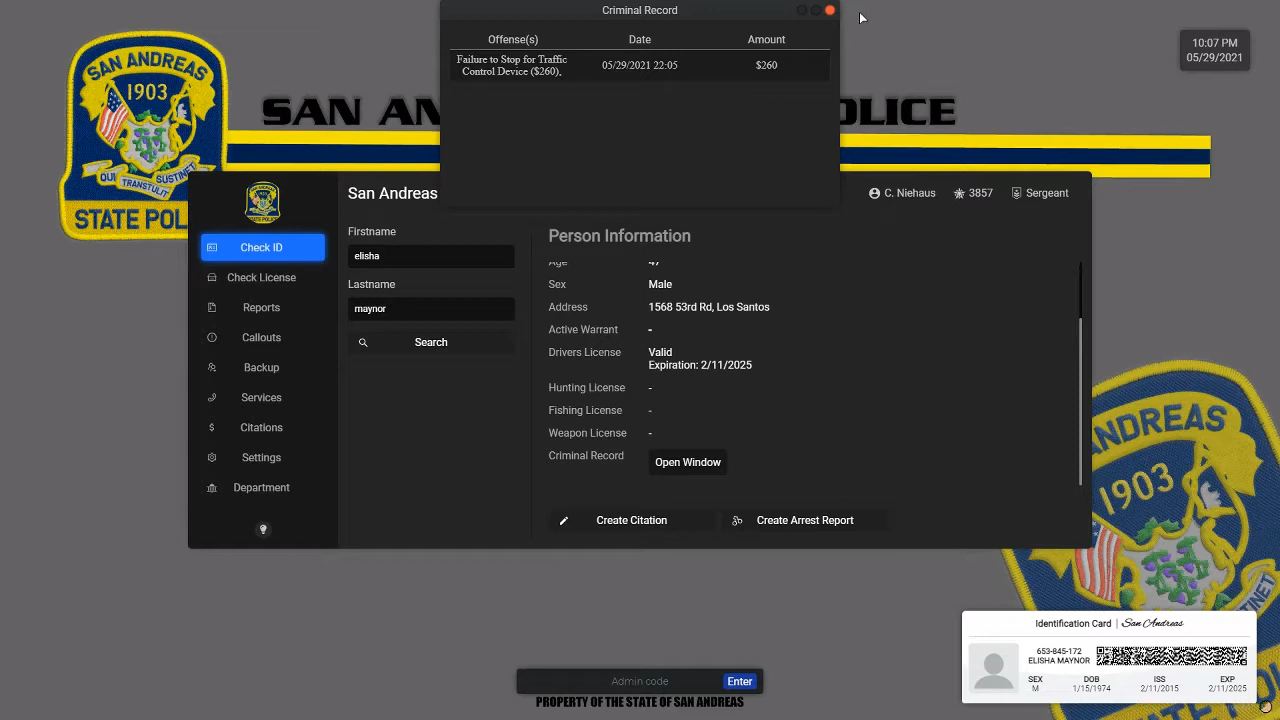 Criminal Record
Offense(s) Date Amount
Failure to Stop for Traffic Control Device ($260), 05/29/2021 22:05 $260
10:07 PM
05/29/2021
SAN ANDREAS
1903
QUI TRANSTULIT SUSTINET
STATE POL
SAN AN
OLICE
San Andreas
C. Niehaus 3857 Sergeant
Check ID
Check License
Reports
Callouts
Backup
Services
Citations
Settings
Department
Firstname
elisha
Lastname
maynor
Search
Person Information
Age 47
Sex Male
Address 1568 53rd Rd, Los Santos
Active Warrant -
Drivers License Valid
Expiration: 2/11/2025
Hunting License -
Fishing License -
Weapon License -
Criminal Record Open Window
Create Citation Create Arrest Report
ANDREAS
1903
Identification Card | San Andreas
653-845-172
ELISHA MAYNOR
SEX DOB ISS EXP
M 1/15/1974 2/11/2015 2/11/2025
Admin code Enter
PROPERTY OF THE STATE OF SAN ANDREAS